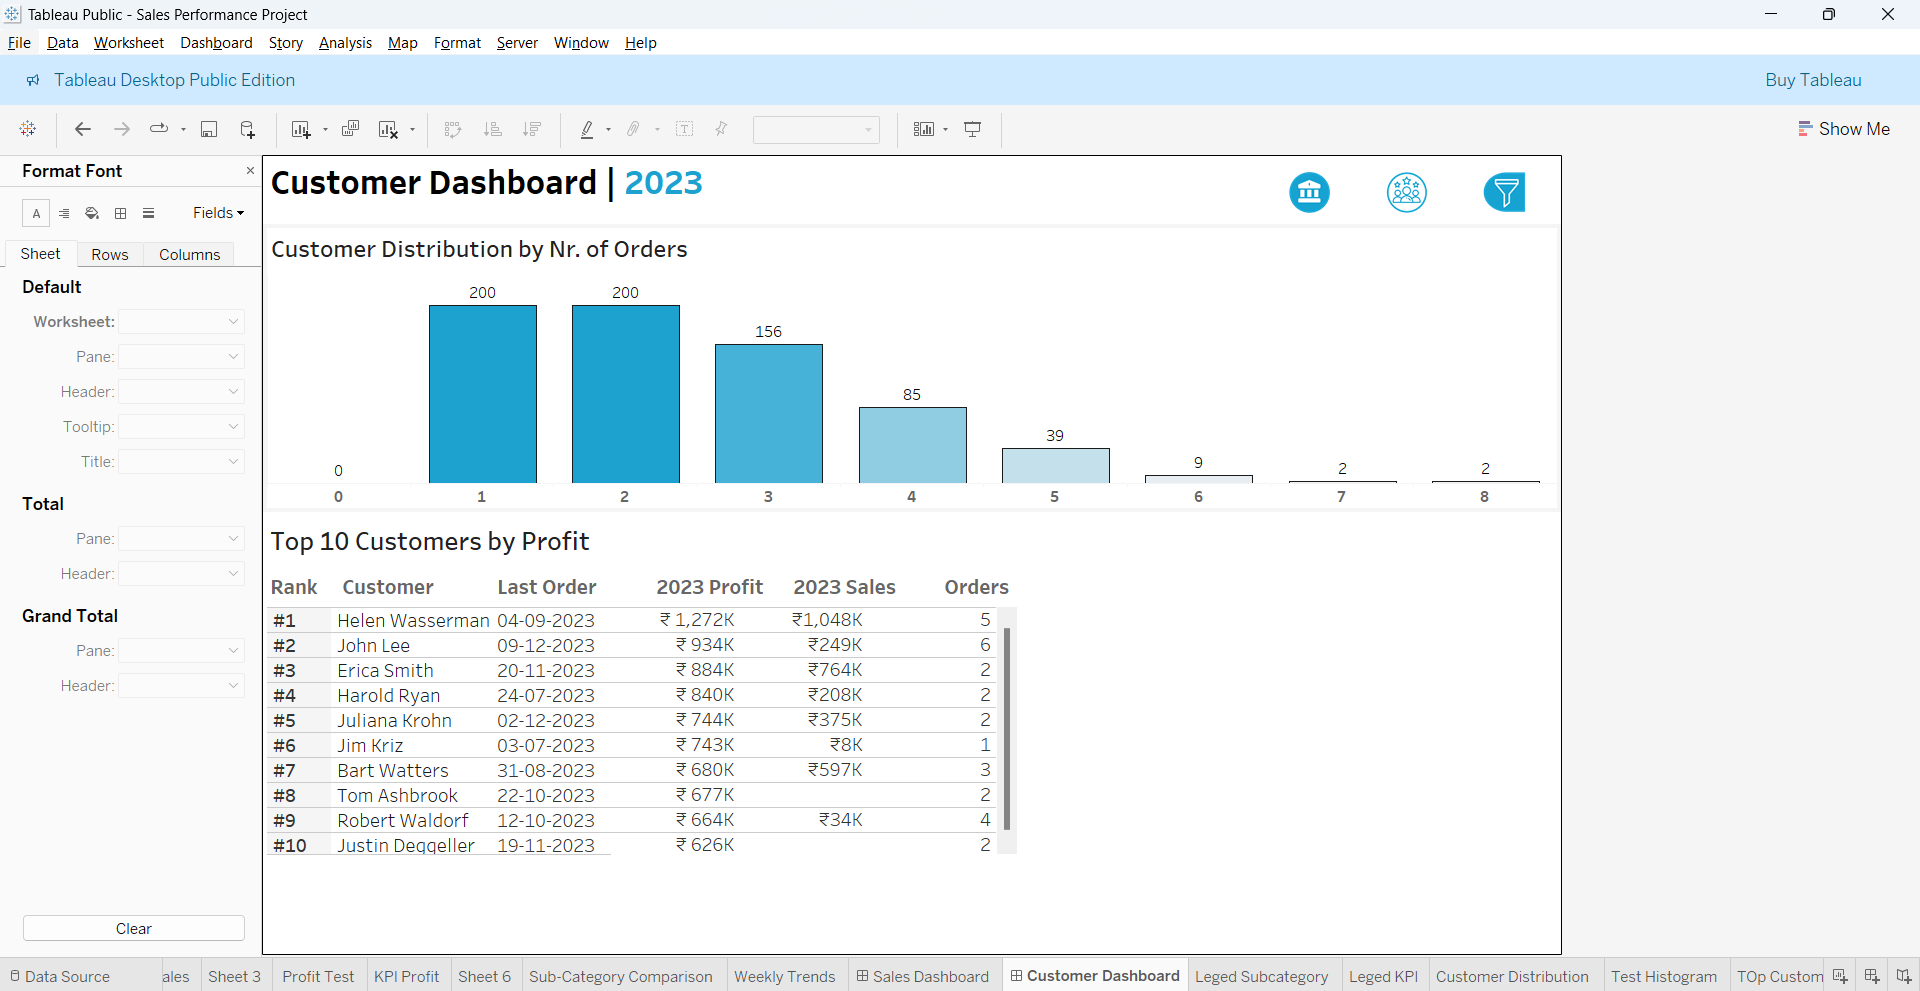 Tableau Public - Sales Performance Project
File Data Worksheet Dashboard Story Analysis Map Format Server Window Help
Tableau Desktop Public Edition
Buy Tableau
Show Me
Format Font
Fields
Sheet Rows Columns
Default
Worksheet:
Pane:
Header:
Tooltip:
Title:
Total
Pane:
Header:
Grand Total
Pane:
Header:
Clear
Customer Dashboard | 2023
Customer Distribution by Nr. of Orders
0 200 200 156 85 39 9 2 2
0 1 2 3 4 5 6 7 8
Top 10 Customers by Profit
Rank Customer Last Order 2023 Profit 2023 Sales Orders
#1 Helen Wasserman 04-09-2023 ₹ 1,272K ₹1,048K 5
#2 John Lee 09-12-2023 ₹ 934K ₹249K 6
#3 Erica Smith 20-11-2023 ₹ 884K ₹764K 2
#4 Harold Ryan 24-07-2023 ₹ 840K ₹208K 2
#5 Juliana Krohn 02-12-2023 ₹ 744K ₹375K 2
#6 Jim Kriz 03-07-2023 ₹ 743K ₹8K 1
#7 Bart Watters 31-08-2023 ₹ 680K ₹597K 3
#8 Tom Ashbrook 22-10-2023 ₹ 677K 2
#9 Robert Waldorf 12-10-2023 ₹ 664K ₹34K 4
#10 Justin Deggeller 19-11-2023 ₹ 626K 2
Data Source ales Sheet 3 Profit Test KPI Profit Sheet 6 Sub-Category Comparison Weekly Trends Sales Dashboard Customer Dashboard Leged Subcategory Leged KPI Customer Distribution Test Histogram TOp Custom